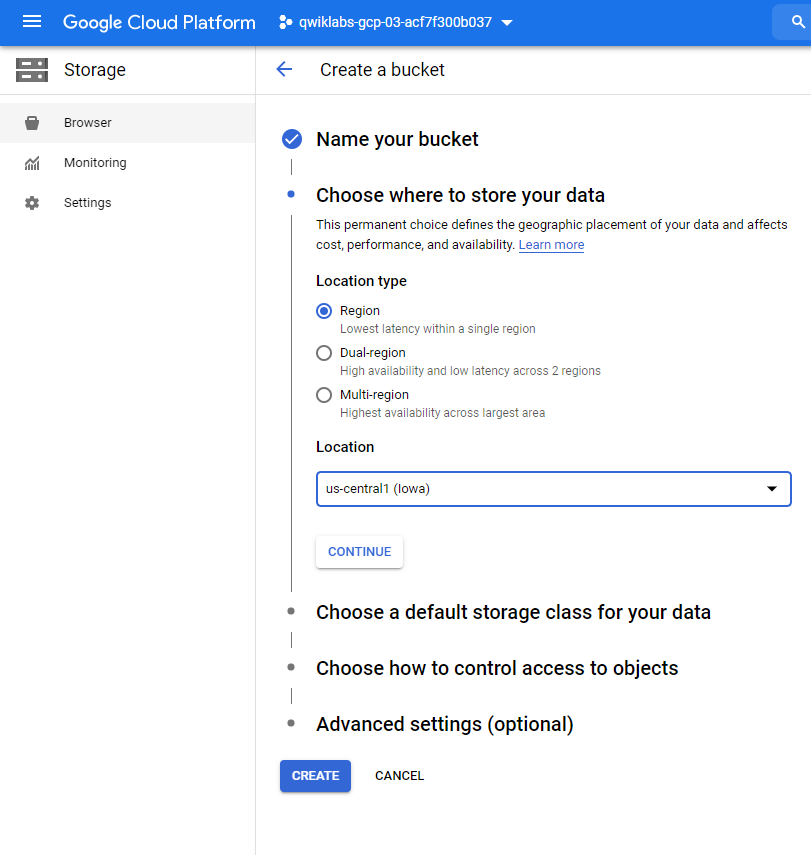 Google Cloud Platform
qwiklabs-gcp-03-acf7f300b037
Storage
Create a bucket
Browser
Monitoring
Settings
Name your bucket
Choose where to store your data
This permanent choice defines the geographic placement of your data and affects
cost, performance, and availability. Learn more
Location type
Region
Lowest latency within a single region
Dual-region
High availability and low latency across 2 regions
Multi-region
Highest availability across largest area
Location
us-central1 (Iowa)
CONTINUE
Choose a default storage class for your data
Choose how to control access to objects
Advanced settings (optional)
CREATE
CANCEL